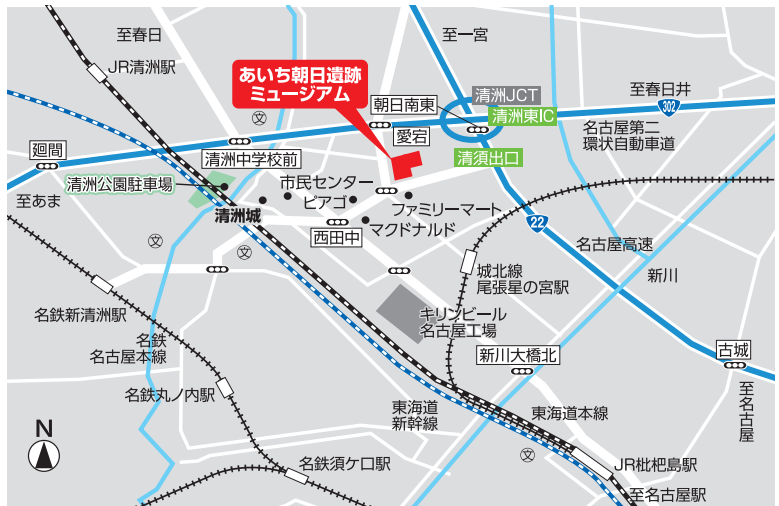 至春日
至一宮
JR清洲駅
あいち朝日遺跡
ミュージアム
清洲JCT
至春日井
朝日南東
清洲東IC
302
文
愛宕
名古屋第二
環状自動車道
廻間
清洲中学校前
清須出口
清洲公園駐車場
市民センター
至あま
ピアゴ
ファミリーマート
清洲城
マクドナルド
22
西田中
文
文
名古屋高速
城北線
尾張星の宮駅
新川
名鉄新清洲駅
キリンビール
名古屋工場
名鉄
名古屋本線
新川大橋北
古城
名鉄丸ノ内駅
至名古屋
東海道
新幹線
東海道本線
N
文
名鉄須ケ口駅
JR枇杷島駅
至名古屋駅